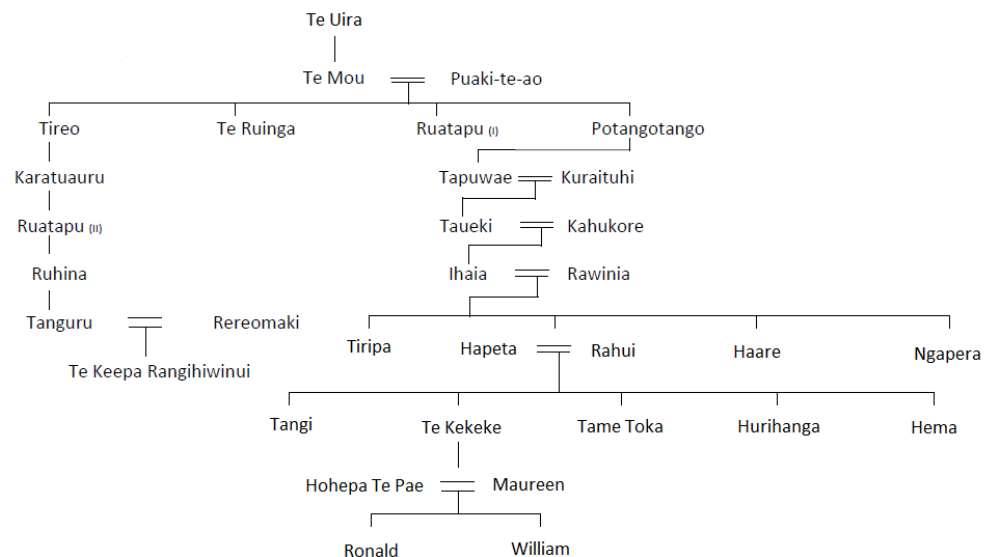 Te Uira
Te Mou Puaki-te-ao
Tireo Te Ruinga Ruatapu (I) Potangotango
Karatuauru Tapuwae Kuraituhi
Ruatapu (II) Taueki Kahukore
Ruhina Ihaia Rawinia
Tanguru Rereomaki
Tiripa Hapeta Rahui Haare Ngapera
Te Keepa Rangihiwinui
Tangi Te Kekeke Tame Toka Hurihanga Hema
Hohepa Te Pae Maureen
Ronald William